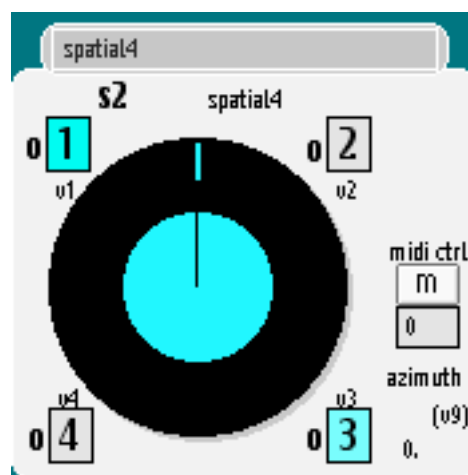 spatial4
s2 spatial4
0 1 0 2
v1 v2
midi ctrl
m
0
azimuth
v4 v3 (v9)
0 4 0 3 0.